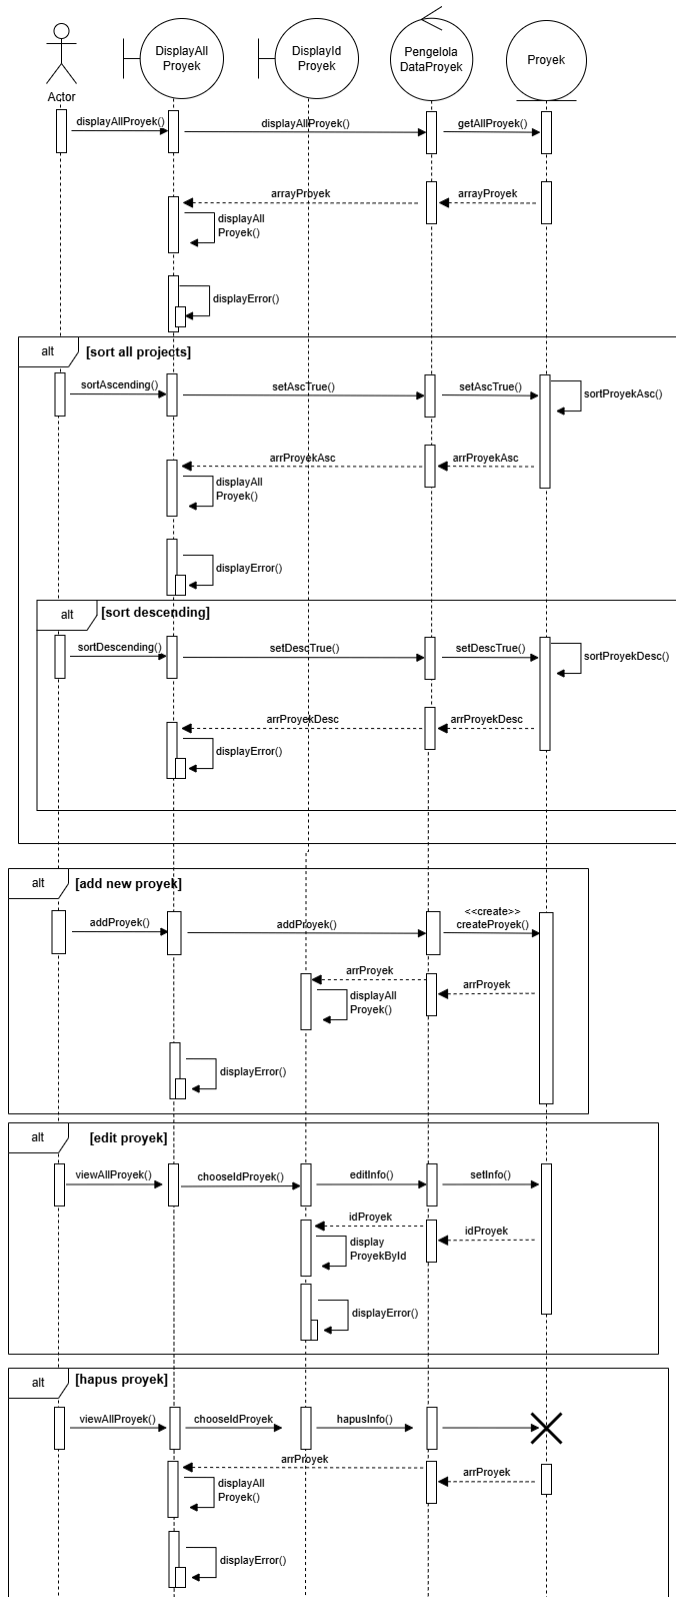 Actor
DisplayAll
Proyek
DisplayId
Proyek
Pengelola
DataProyek
Proyek
displayAllProyek()
displayAllProyek()
getAllProyek()
arrayProyek
arrayProyek
displayAll
Proyek()
displayError()
alt
[sort all projects]
sortAscending()
setAscTrue()
setAscTrue()
sortProyekAsc()
arrProyekAsc
arrProyekAsc
displayAll
Proyek()
displayError()
alt
[sort descending]
sortDescending()
setDescTrue()
setDescTrue()
sortProyekDesc()
arrProyekDesc
arrProyekDesc
displayError()
alt
[add new proyek]
addProyek()
addProyek()
<<create>>
createProyek()
arrProyek
arrProyek
displayAll
Proyek()
displayError()
alt
[edit proyek]
viewAllProyek()
chooseIdProyek()
editInfo()
setInfo()
idProyek
idProyek
display
ProyekById
displayError()
alt
[hapus proyek]
viewAllProyek()
chooseIdProyek
hapusInfo()
arrProyek
arrProyek
displayAll
Proyek()
displayError()